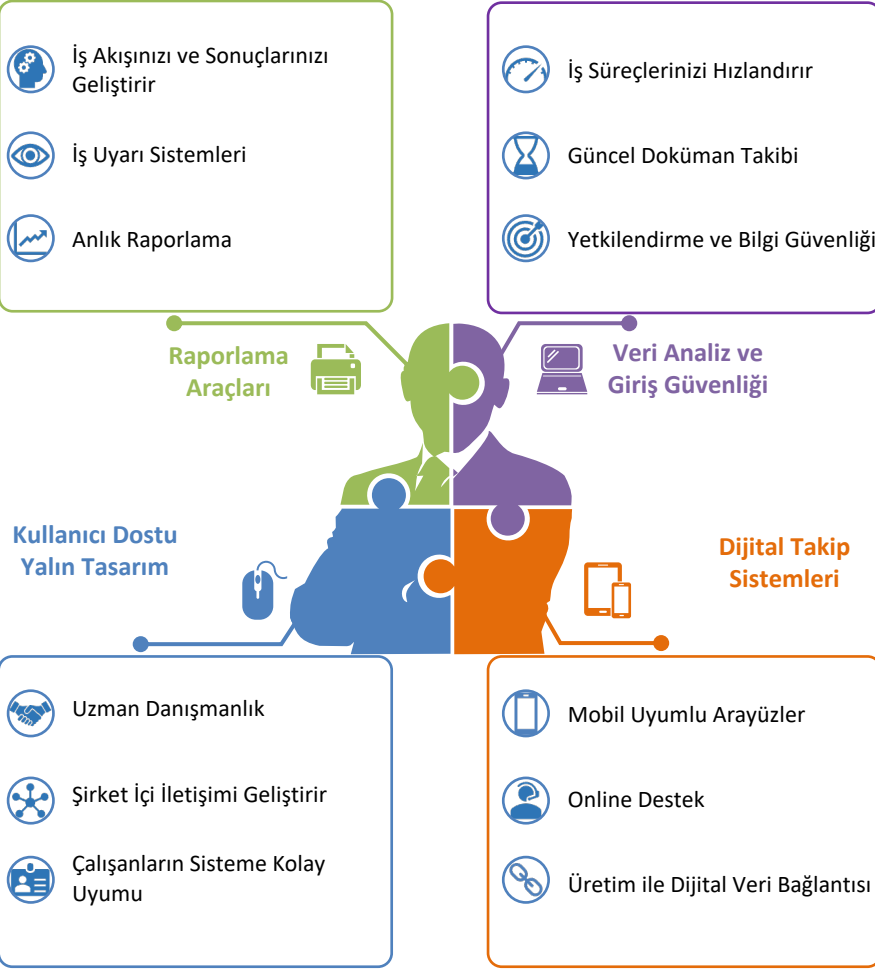 İş Akışınızı ve Sonuçlarınızı
Geliştirir
İş Uyarı Sistemleri
Anlık Raporlama
İş Süreçlerinizi Hızlandırır
Güncel Doküman Takibi
Yetkilendirme ve Bilgi Güvenliği
Raporlama
Araçları
Veri Analiz ve
Giriş Güvenliği
Kullanıcı Dostu
Yalın Tasarım
Dijital Takip
Sistemleri
Uzman Danışmanlık
Şirket İçi İletişimi Geliştirir
Çalışanların Sisteme Kolay
Uyumu
Mobil Uyumlu Arayüzler
Online Destek
Üretim ile Dijital Veri Bağlantısı